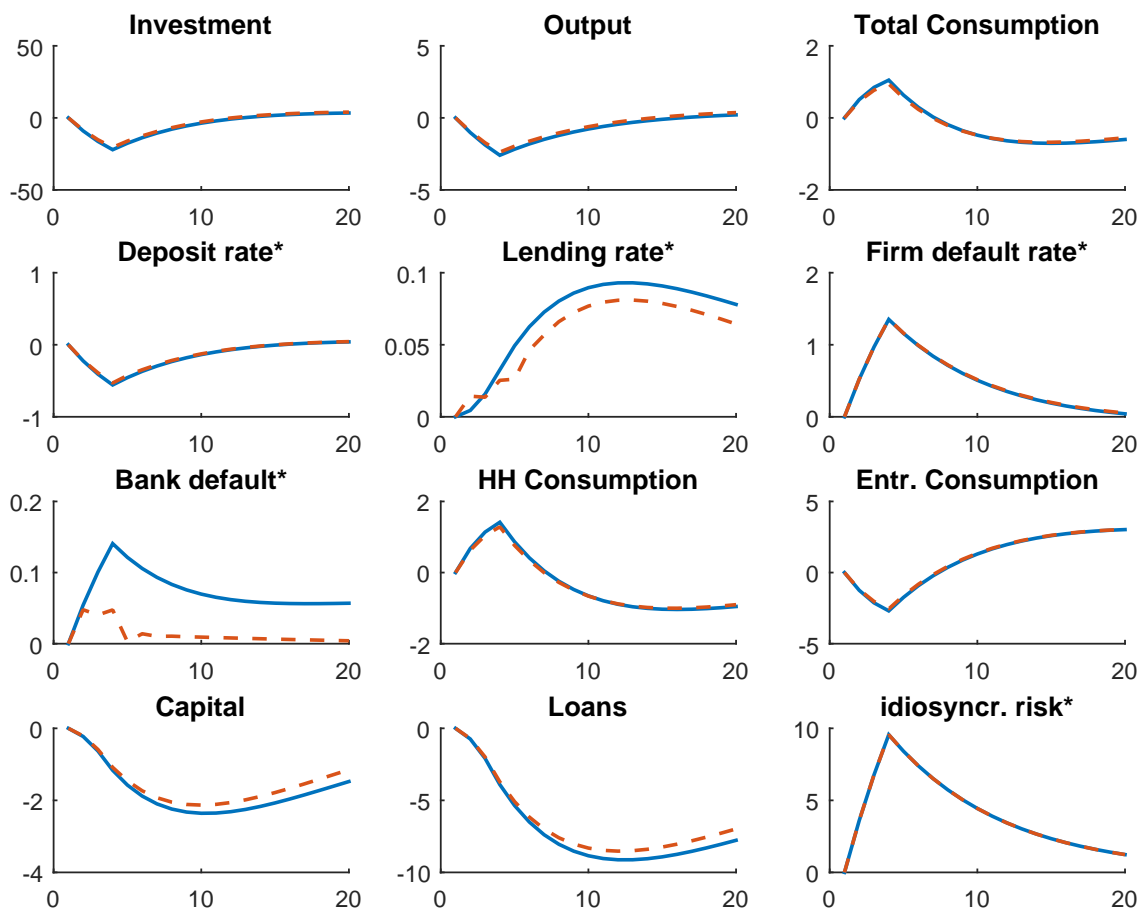 Investment
50
0
-50
0 10 20
Output
5
0
-5
0 10 20
Total Consumption
2
0
-2
0 10 20
Deposit rate*
1
0
-1
0 10 20
Lending rate*
0.1
0.05
0
0 10 20
Firm default rate*
2
1
0
0 10 20
Bank default*
0.2
0.1
0
0 10 20
HH Consumption
2
0
-2
0 10 20
Entr. Consumption
5
0
-5
0 10 20
Capital
0
-2
-4
0 10 20
Loans
0
-5
-10
0 10 20
idiosyncr. risk*
10
5
0
0 10 20